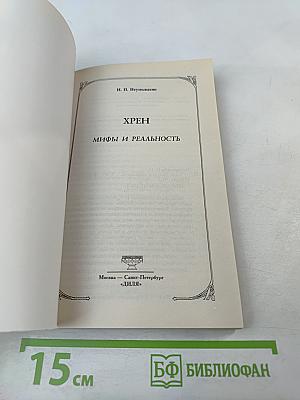 И. П. Неумывакин
ХРЕН
МИФЫ И РЕАЛЬНОСТЬ
Москва — Санкт-Петербург
«ДИЛЯ»
15 см
БФ БИБЛИОФАН